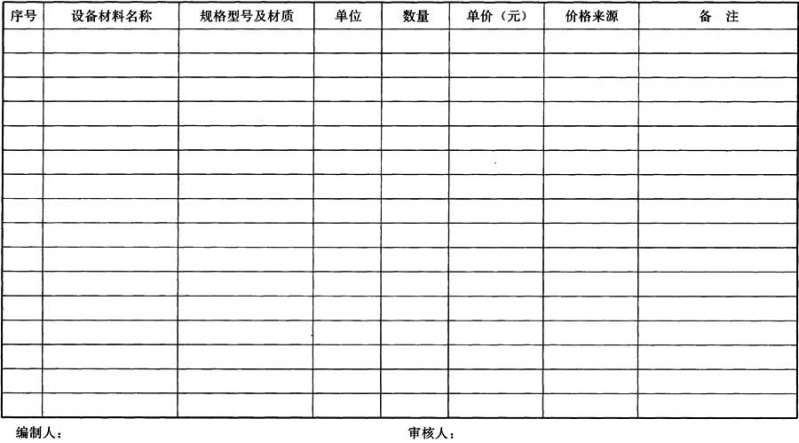 序号 设备材料名称 规格型号及材质 单位 数量 单价（元） 价格来源 备 注
编制人： 审核人：